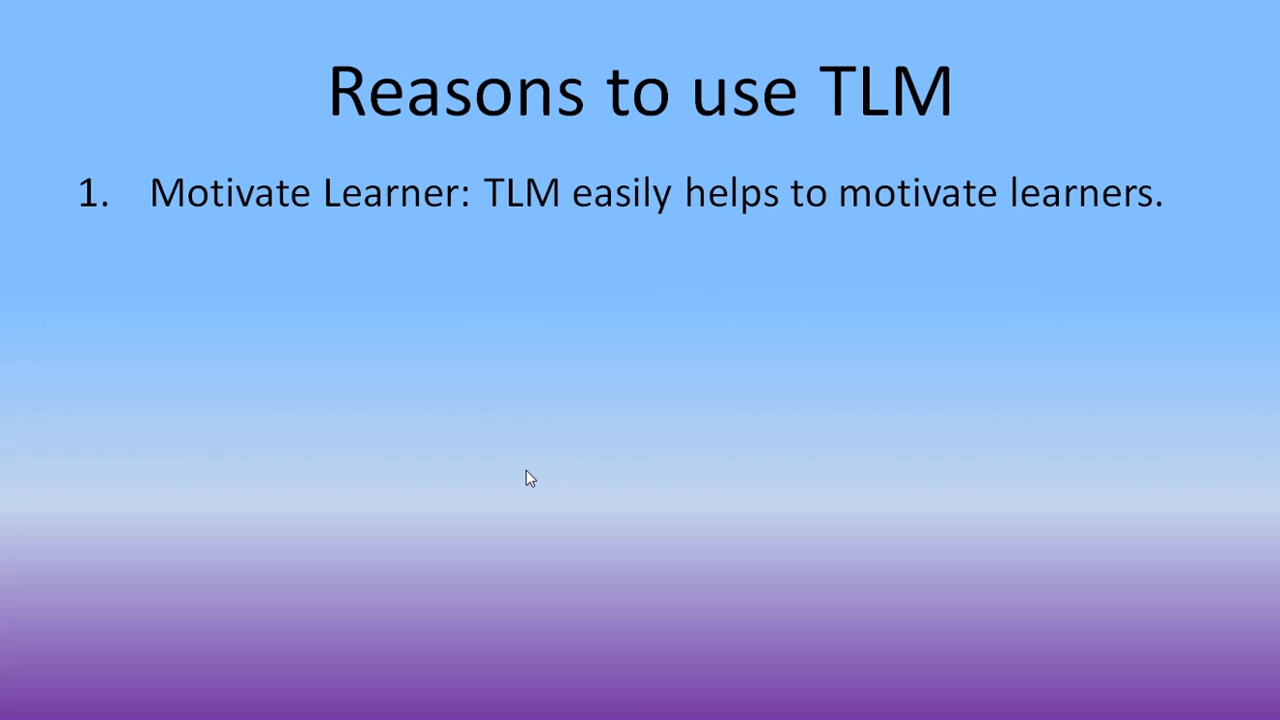 Reasons to use TLM
1. Motivate Learner: TLM easily helps to motivate learners.